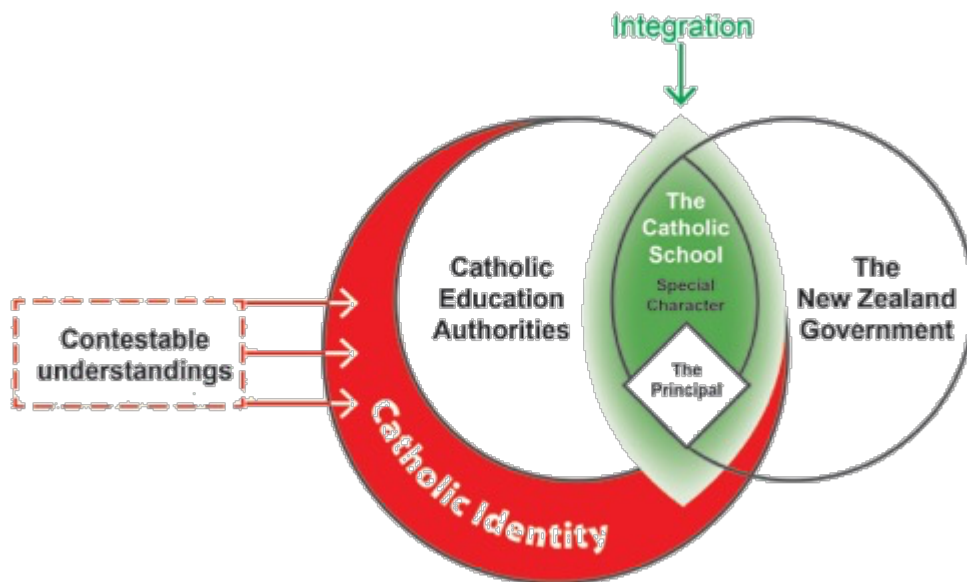 Integration
The
Catholic
School
Special
Character
The
Principal
Catholic
Education
Authorities
The
New Zealand
Government
Contestable
understandings
Catholic Identity